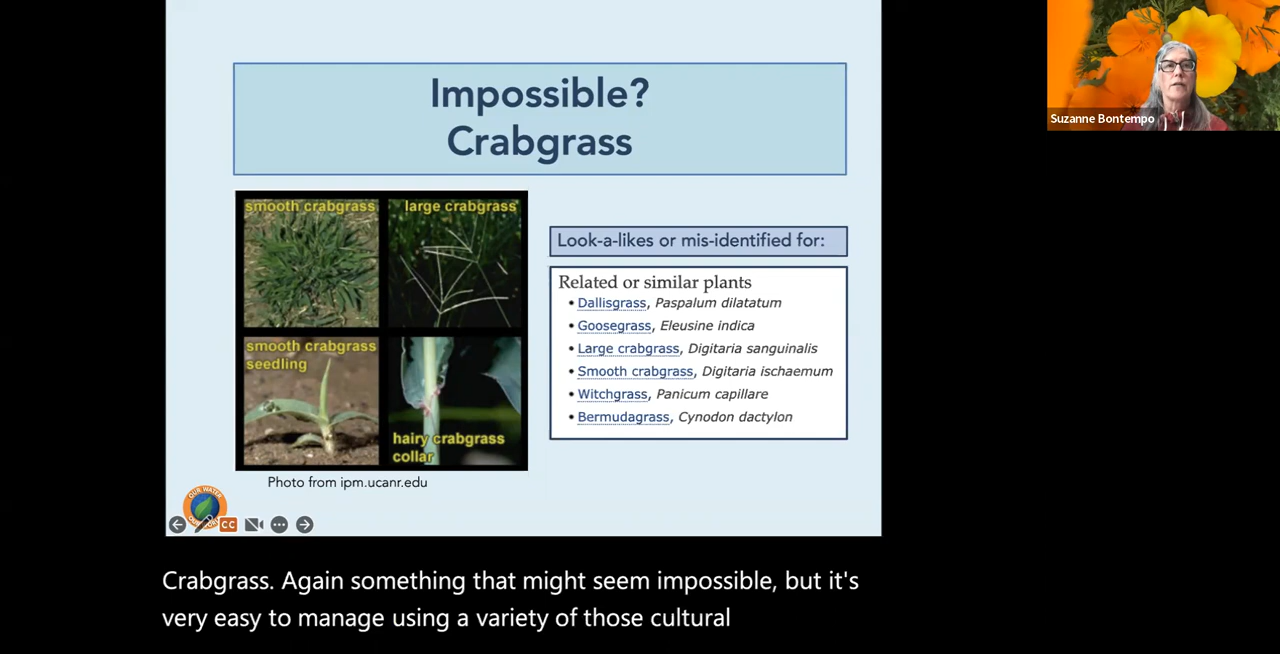 Impossible?
Crabgrass
Suzanne Bontempo
smooth crabgrass
large crabgrass
smooth crabgrass
seedling
hairy crabgrass
collar
Photo from ipm.ucanr.edu
Look-a-likes or mis-identified for:
Related or similar plants
• Dallisgrass, Paspalum dilatatum
• Goosegrass, Eleusine indica
• Large crabgrass, Digitaria sanguinalis
• Smooth crabgrass, Digitaria ischaemum
• Witchgrass, Panicum capillare
• Bermudagrass, Cynodon dactylon
OUR WATER
CC
Crabgrass. Again something that might seem impossible, but it's
very easy to manage using a variety of those cultural